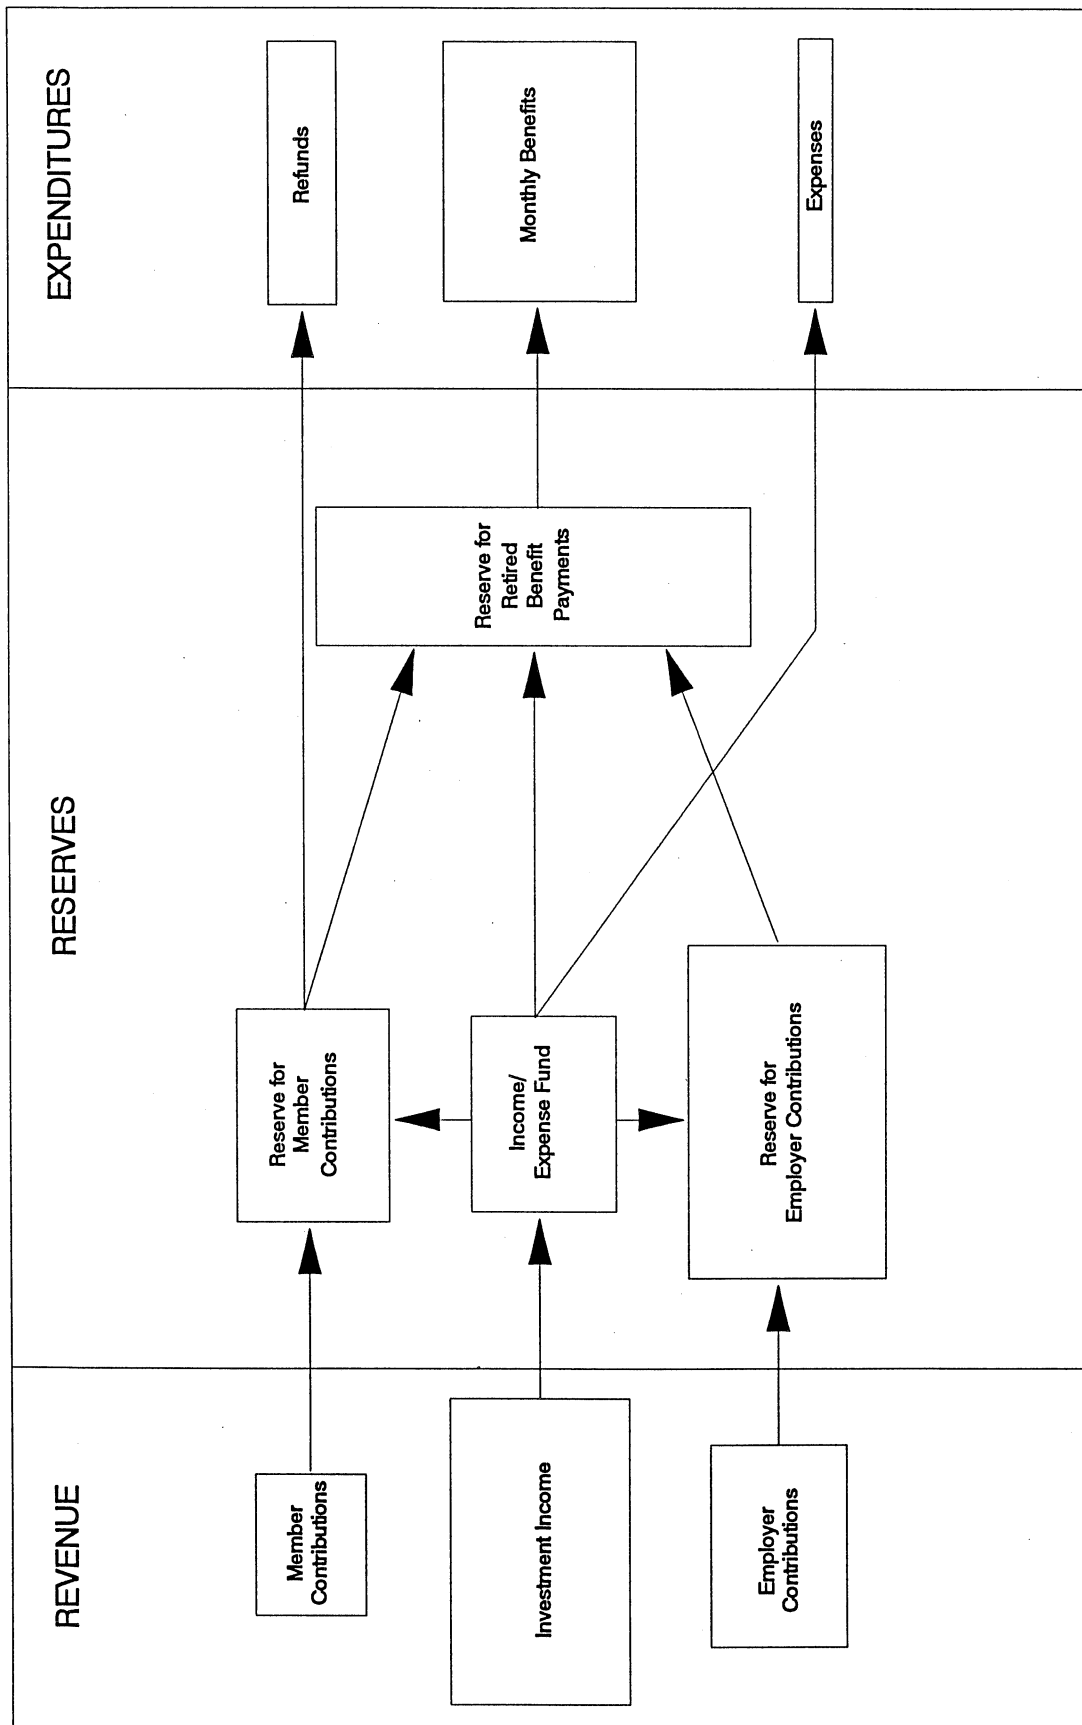 REVENUE
RESERVES
EXPENDITURES
Member
Contributions
Reserve for
Member
Contributions
Refunds
Investment Income
Income/
Expense Fund
Reserve for
Retired
Benefit
Payments
Monthly Benefits
Employer
Contributions
Reserve for
Employer Contributions
Expenses